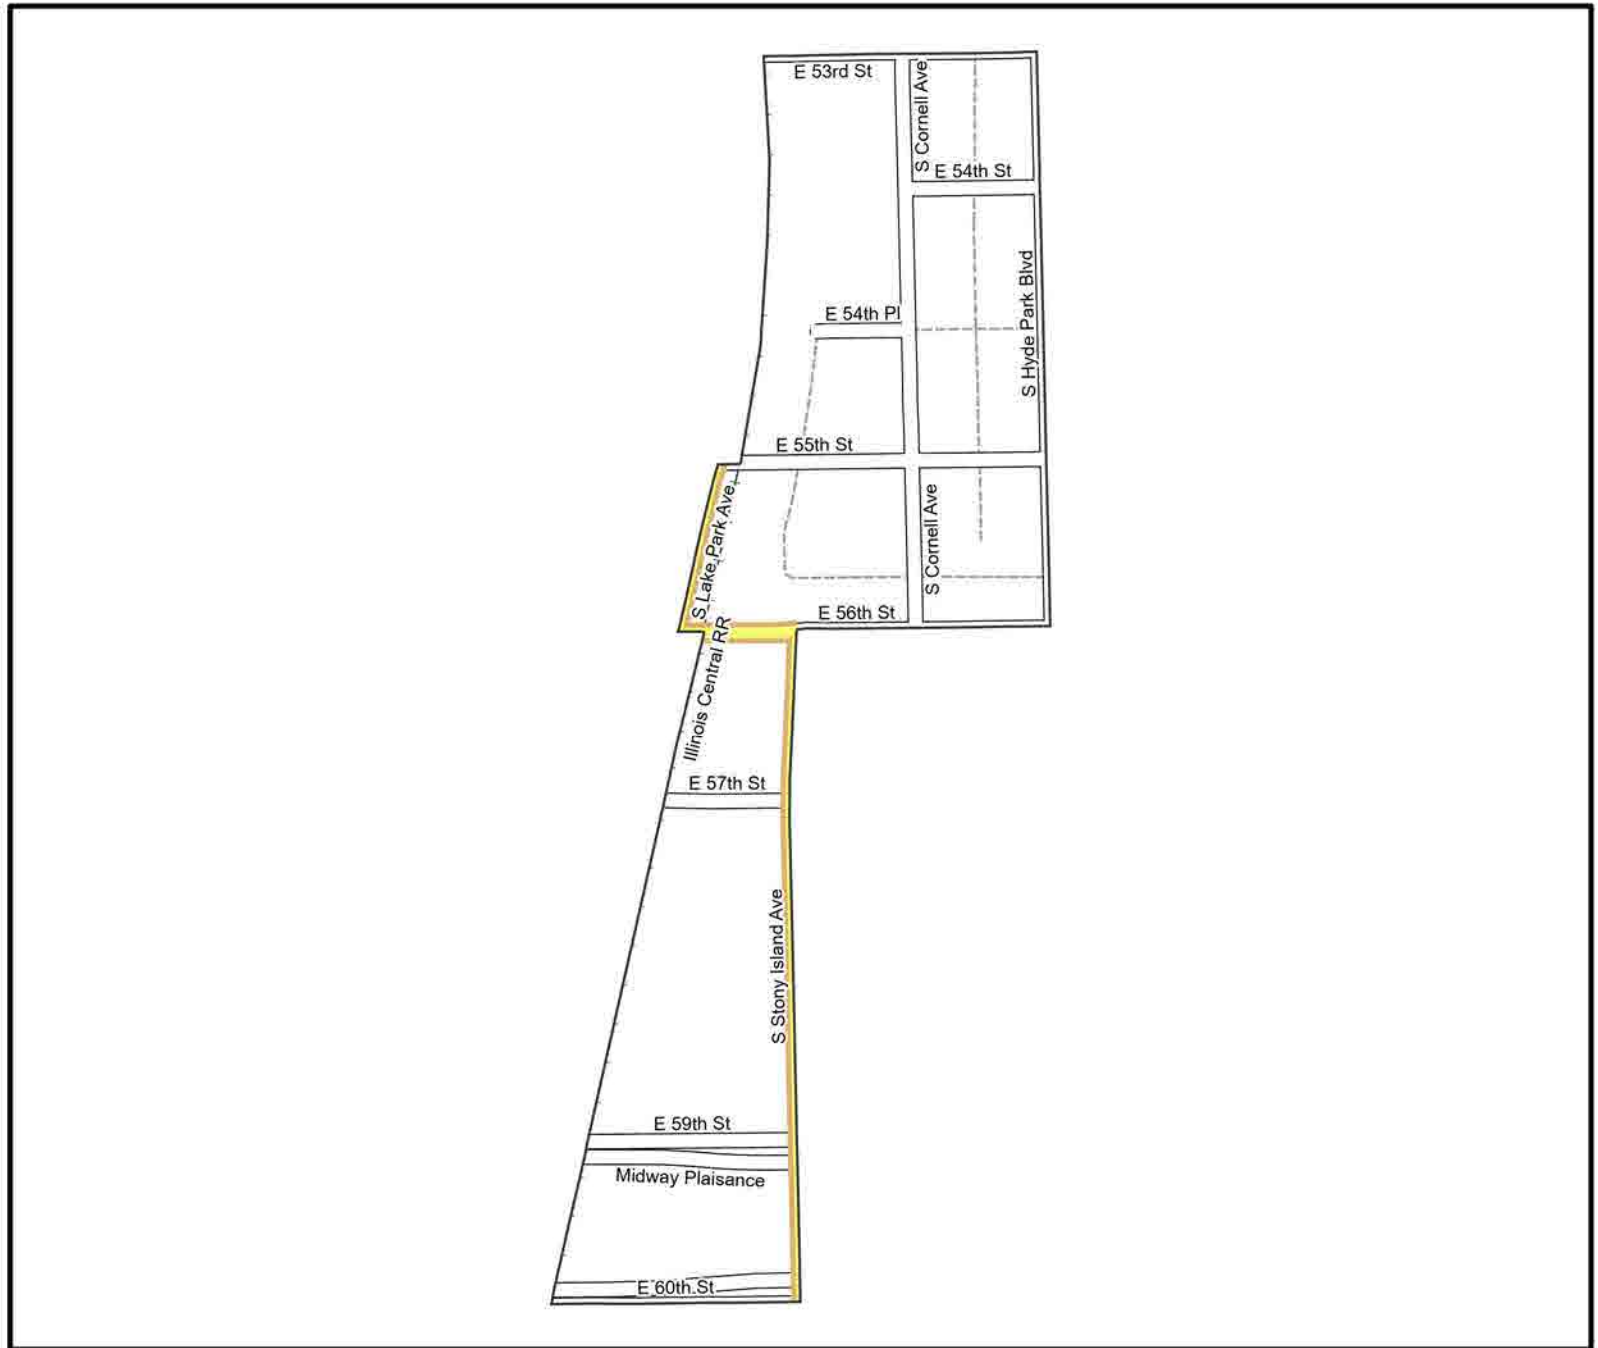 E 53rd St
S Cornell Ave
E 54th St
S Hyde Park Blvd
E 54th Pl
E 55th St
S Lake Park Ave
S Cornell Ave
E 56th St
Illinois Central RR
E 57th St
S Stony Island Ave
E 59th St
Midway Plaisance
E 60th St